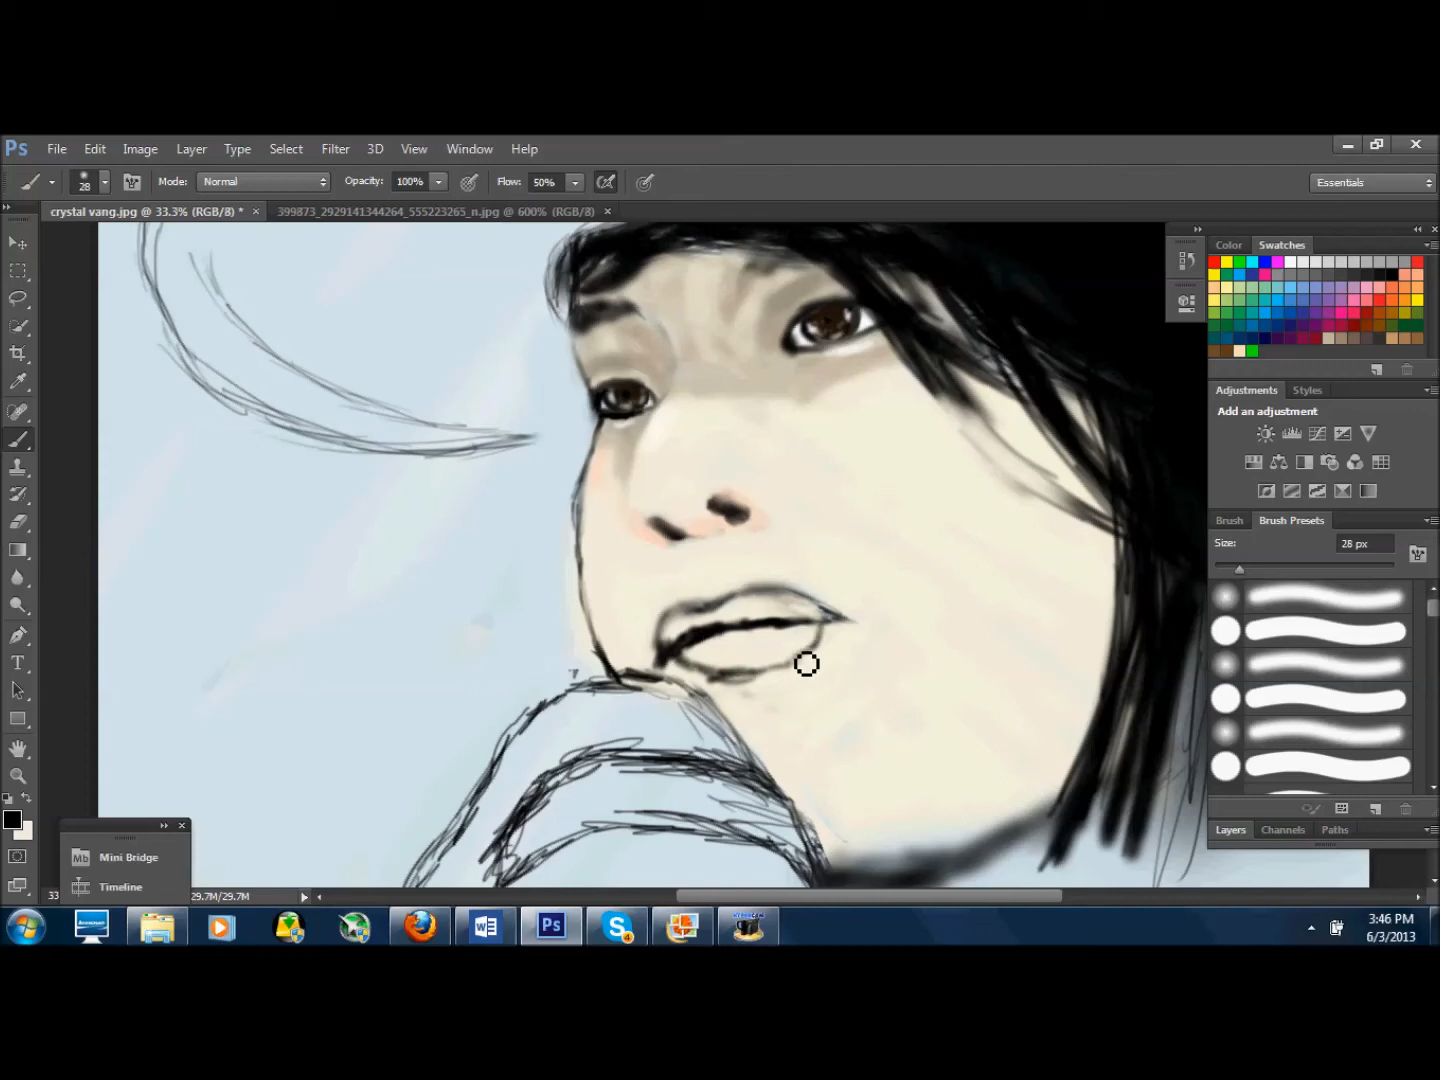 Ps File Edit Image Layer Type Select Filter 3D View Window Help
28 Mode: Normal Opacity: 100% Flow: 50% Essentials
crystal vang.jpg @ 33.3% (RGB/8) * × 399873_2929141344264_555223265_n.jpg @ 600% (RGB/8) ×
Color Swatches
Adjustments Styles
Add an adjustment
Brush Brush Presets
Size: 28 px
Layers Channels Paths
Mb Mini Bridge
Timeline
33 29.7M/29.7M
W Ps S 4
3:46 PM
6/3/2013